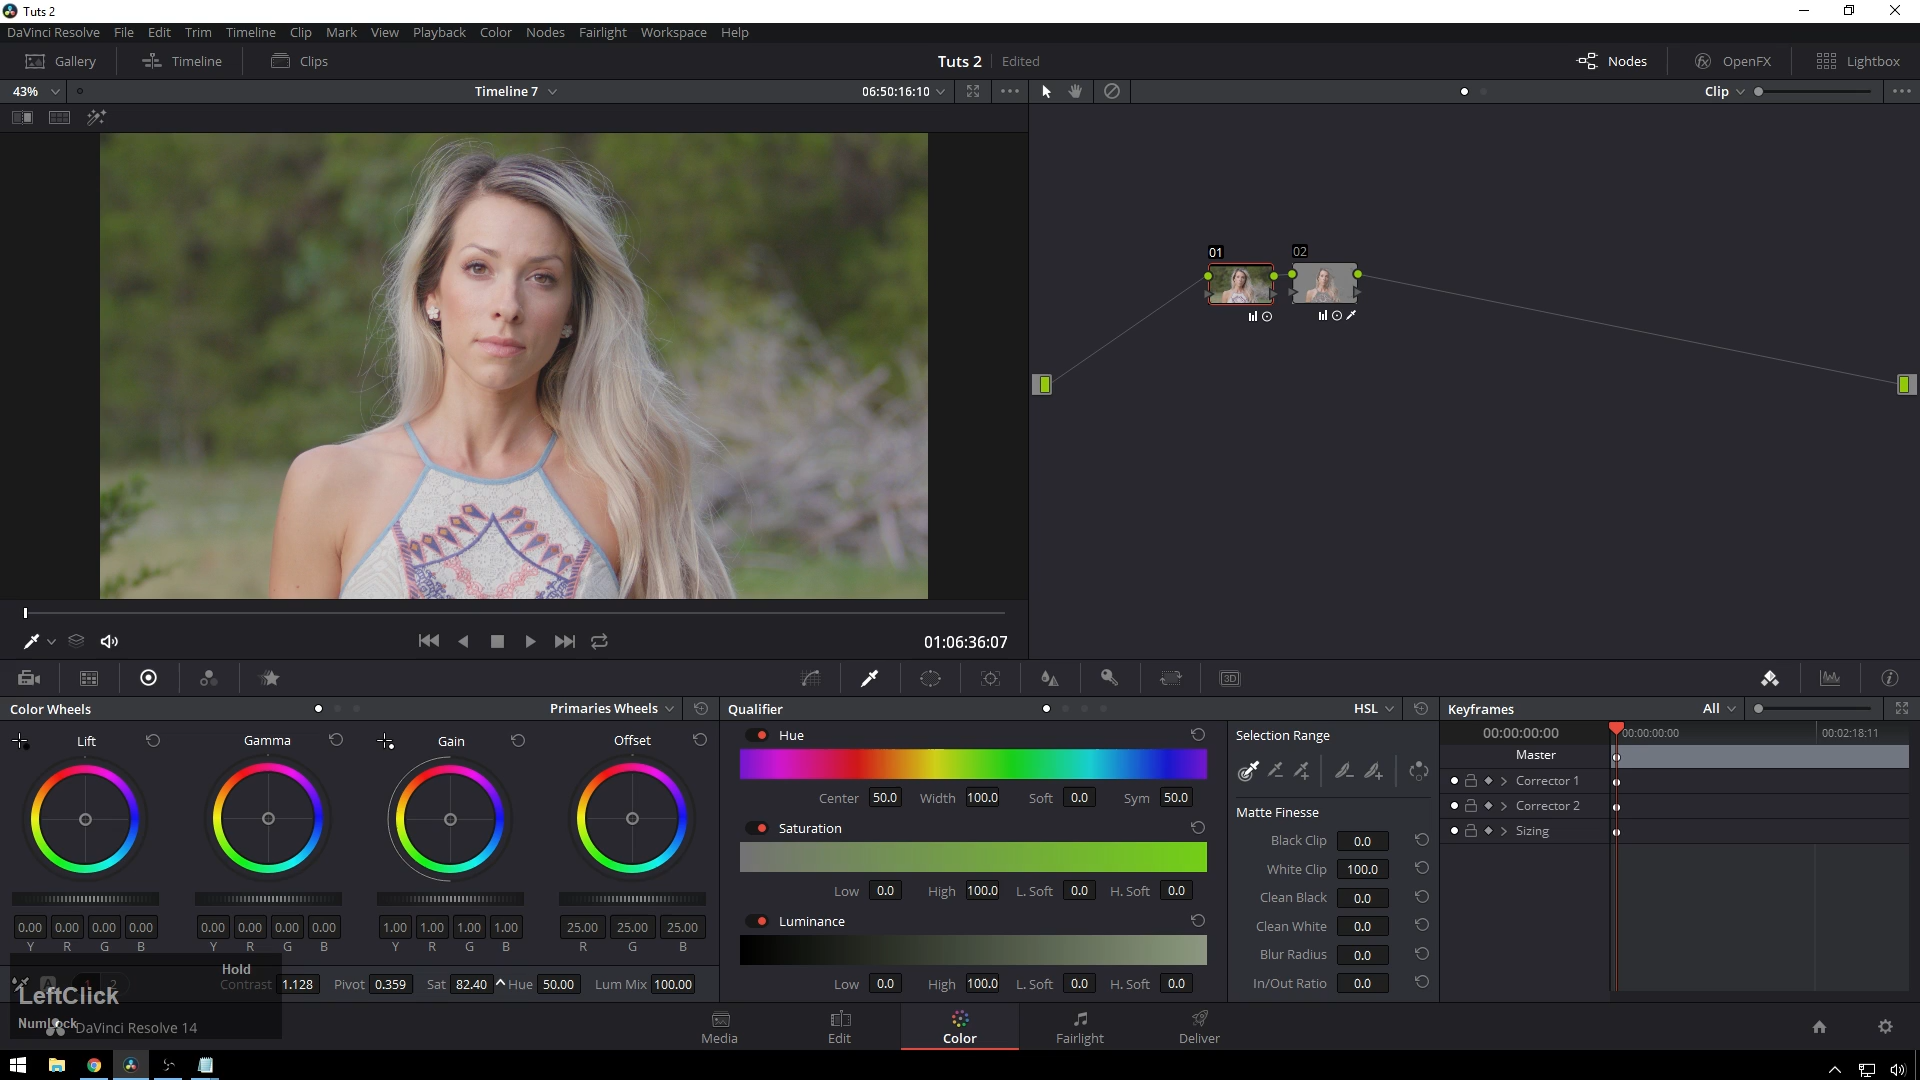 Tuts 2
DaVinci Resolve File Edit Trim Timeline Clip Mark View Playback Color Nodes Fairlight Workspace Help
Gallery Timeline Clips Tuts 2 Edited Nodes OpenFX Lightbox
43% Timeline 7 06:50:16:10 Clip
01 02
01:06:36:07
3D
Color Wheels Primaries Wheels Qualifier HSL Keyframes All
Lift Gamma Gain Offset
Hue
Center 50.0 Width 100.0 Soft 0.0 Sym 50.0
Saturation
Low 0.0 High 100.0 L. Soft 0.0 H. Soft 0.0
Luminance
Low 0.0 High 100.0 L. Soft 0.0 H. Soft 0.0
Selection Range
Matte Finesse
Black Clip 0.0
White Clip 100.0
Clean Black 0.0
Clean White 0.0
Blur Radius 0.0
In/Out Ratio 0.0
00:00:00:00 00:00:00:00 00:02:18:11
Master
Corrector 1
Corrector 2
Sizing
0.00 0.00 0.00 0.00 0.00 0.00 0.00 0.00 1.00 1.00 1.00 1.00 25.00 25.00 25.00
Y R G B Y R G B Y R G B R G B
Hold
A 1 2 Contrast 1.128 Pivot 0.359 Sat 82.40 Hue 50.00 Lum Mix 100.00
LeftClick
NumLock
DaVinci Resolve 14
Media Edit Color Fairlight Deliver